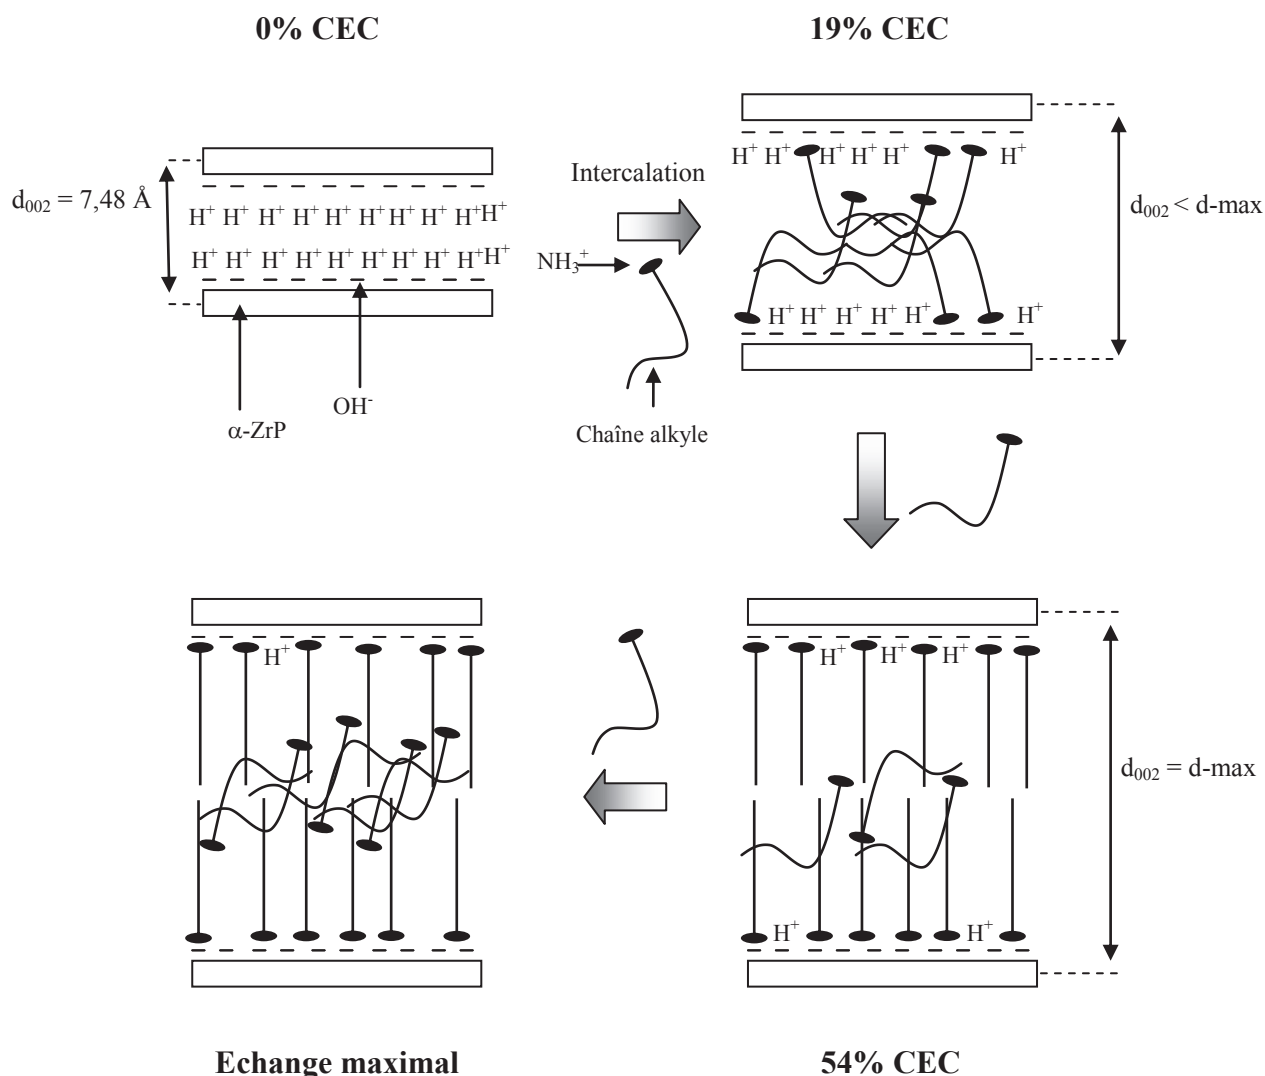 0% CEC
19% CEC
H⁺ H⁺ H⁺ H⁺ H⁺ H⁺
Intercalation
d₀₀₂ = 7,48 Å
H⁺ H⁺ H⁺ H⁺ H⁺ H⁺ H⁺ H⁺ H⁺ H⁺
d₀₀₂ < d-max
H⁺ H⁺ H⁺ H⁺ H⁺ H⁺ H⁺ H⁺ H⁺ H⁺
NH₃⁺
H⁺ H⁺ H⁺ H⁺ H⁺ H⁺
OH⁻
α-ZrP
Chaîne alkyle
H⁺
H⁺ H⁺ H⁺
d₀₀₂ = d-max
H⁺ H⁺
Echange maximal
54% CEC